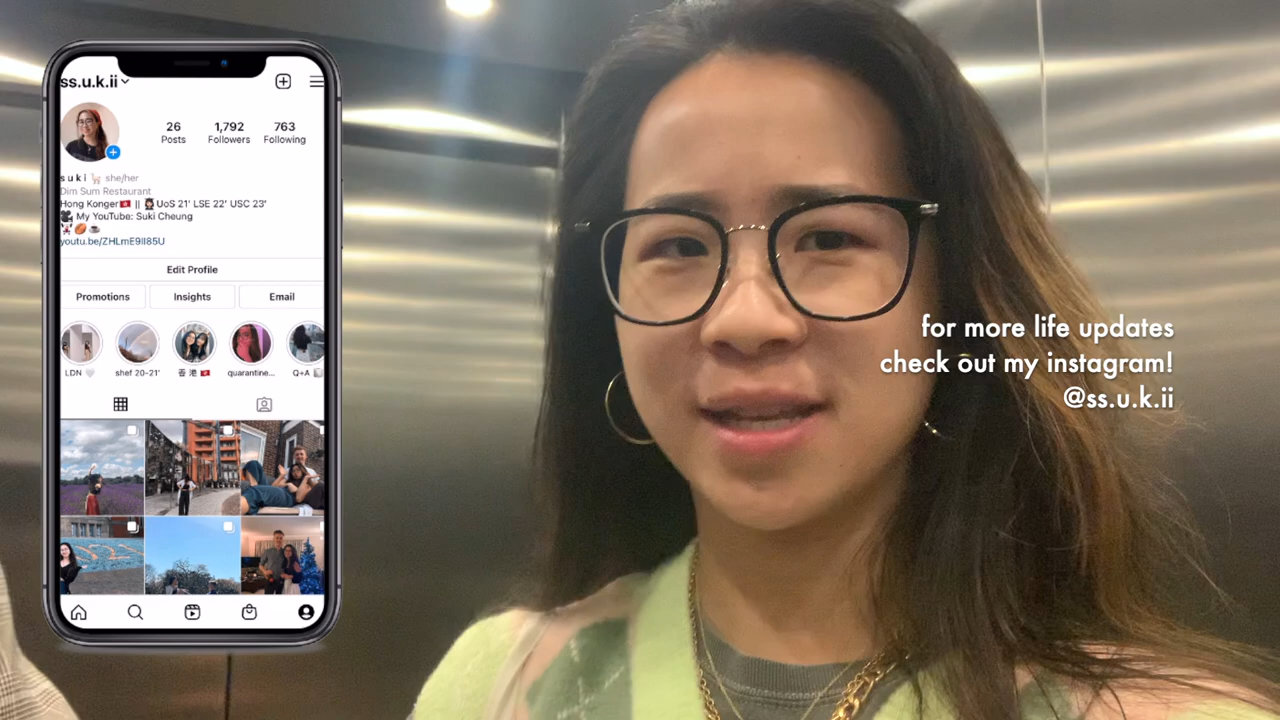 ss.u.k.ii
26 1,792 763
Posts Followers Following
s u k i 🦙 she/her
Dim Sum Restaurant
Hong Konger🇭🇰 || 👩🏻‍🎓UoS 21' LSE 22' USC 23'
🎥 My YouTube: Suki Cheung
youtu.be/ZHLmE9II85U
Edit Profile
Promotions Insights Email
LDN 🤍 shef 20-21' 香 港 🇭🇰 quarantine... Q+A
for more life updates
check out my instagram!
@ss.u.k.ii